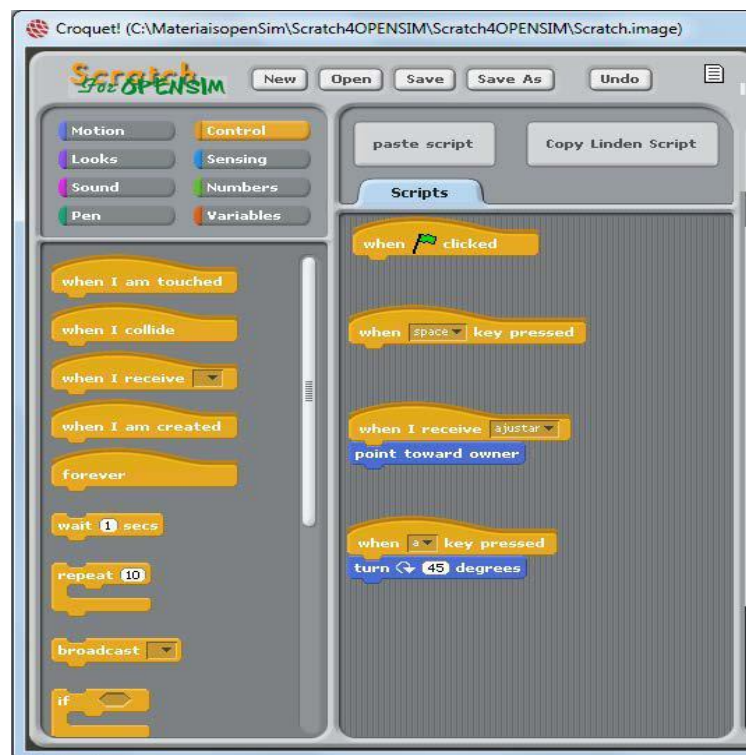 Croquet! (C:\MateriaisopenSim\Scratch4OPENSIM\Scratch4OPENSIM\Scratch.image)
Scratch
for OPENSIM
New Open Save Save As Undo
Motion Control
Looks Sensing
Sound Numbers
Pen Variables
paste script Copy Linden Script
Scripts
when I am touched
when I collide
when I receive
when I am created
forever
wait 1 secs
repeat 10
broadcast
if
when clicked
when space key pressed
when I receive ajustar
point toward owner
when a key pressed
turn 45 degrees